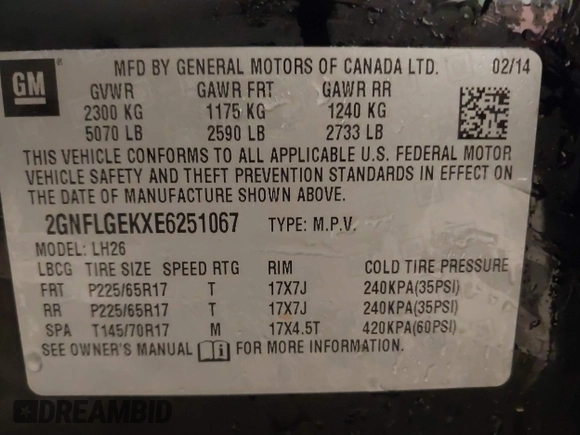 GM
MFD BY GENERAL MOTORS OF CANADA LTD. 02/14
GVWR GAWR FRT GAWR RR
2300 KG 1175 KG 1240 KG
5070 LB 2590 LB 2733 LB
THIS VEHICLE CONFORMS TO ALL APPLICABLE U.S. FEDERAL MOTOR
VEHICLE SAFETY AND THEFT PREVENTION STANDARDS IN EFFECT ON
THE DATE OF MANUFACTURE SHOWN ABOVE.
2GNFLGEKXE6251067 TYPE: M.P.V.
MODEL: LH26
LBCG TIRE SIZE SPEED RTG RIM COLD TIRE PRESSURE
FRT P225/65R17 T 17X7J 240KPA(35PSI)
RR P225/65R17 T 17X7J 240KPA(35PSI)
SPA T145/70R17 M 17X4.5T 420KPA(60PSI)
SEE OWNER'S MANUAL FOR MORE INFORMATION.
DREAMBID